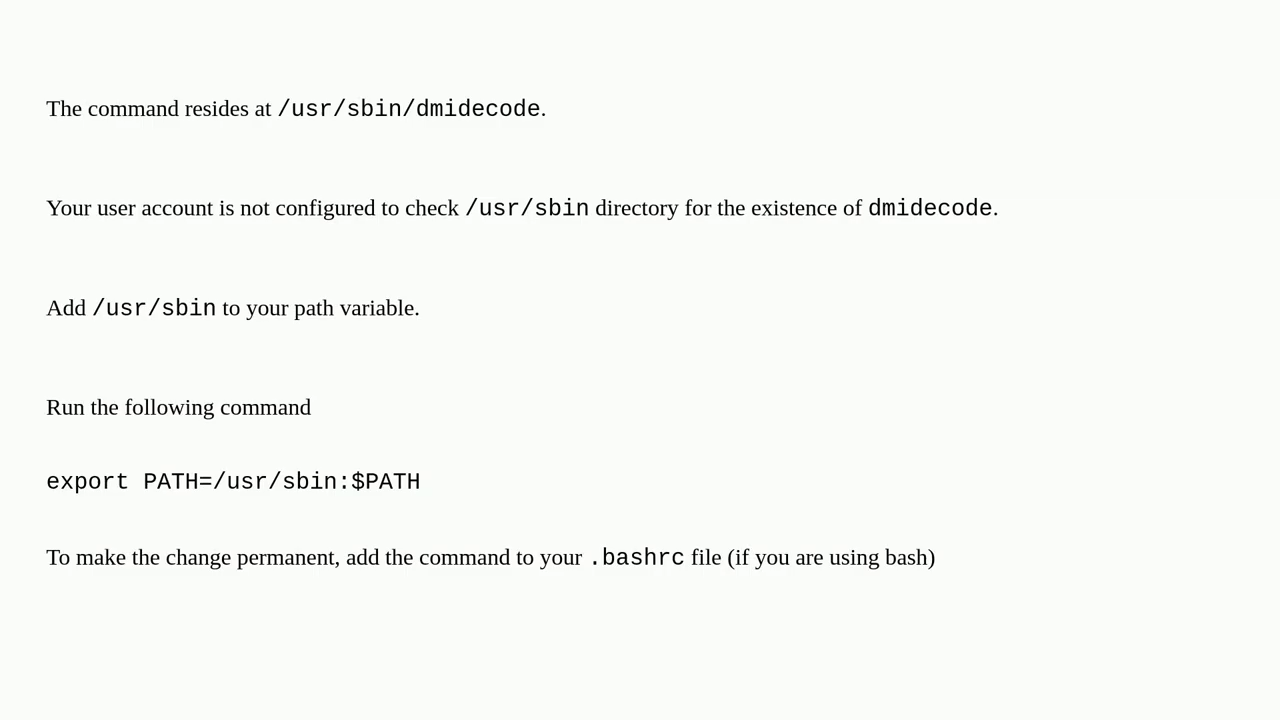 The command resides at /usr/sbin/dmidecode.
Your user account is not configured to check /usr/sbin directory for the existence of dmidecode.
Add /usr/sbin to your path variable.
Run the following command
export PATH=/usr/sbin:$PATH
To make the change permanent, add the command to your .bashrc file (if you are using bash)